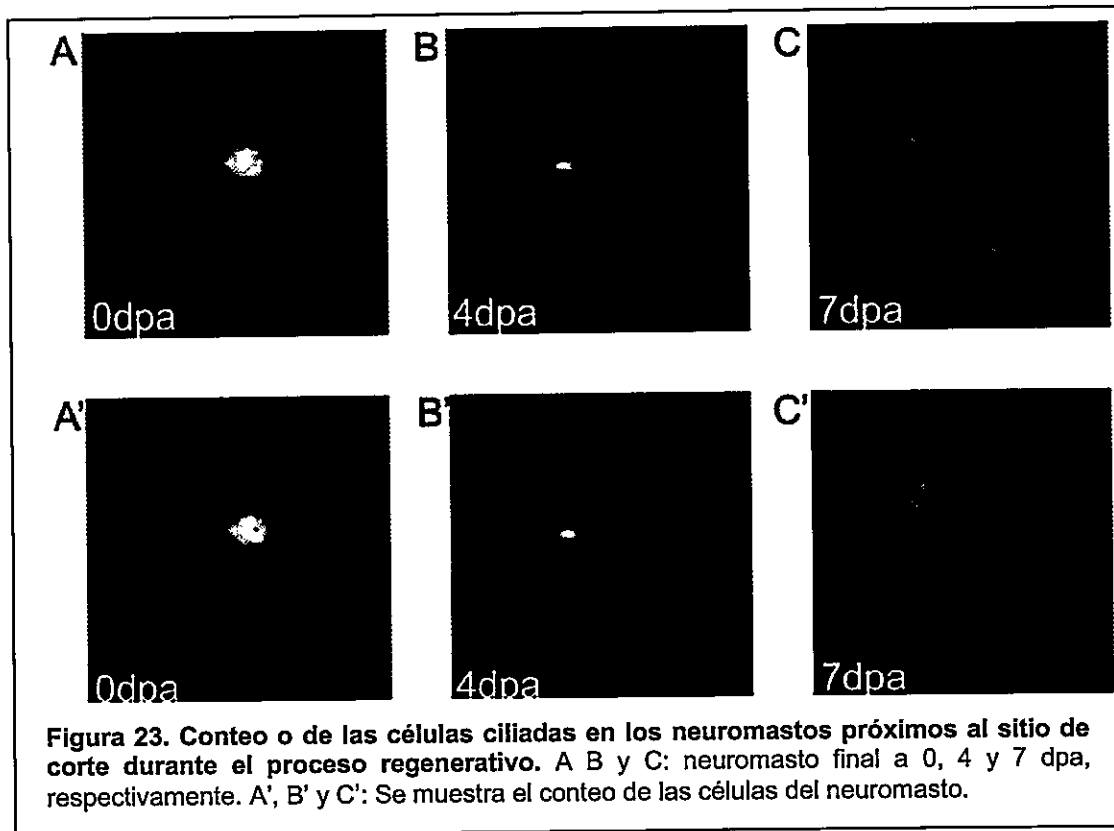 A
B
C
0dpa
4dpa
7dpa
A'
B'
C'
0dpa
4dpa
7dpa
Figura 23. Conteo o de las células ciliadas en los neuromastos próximos al sitio de
corte durante el proceso regenerativo. A B y C: neuromasto final a 0, 4 y 7 dpa,
respectivamente. A', B' y C': Se muestra el conteo de las células del neuromasto.